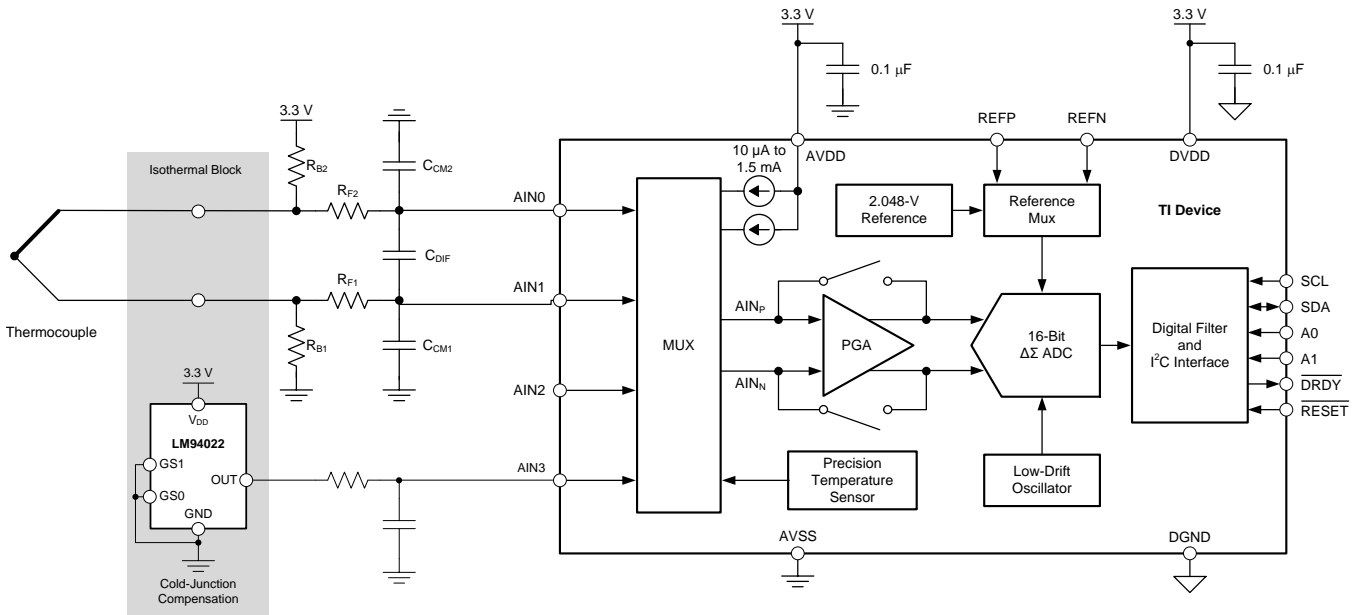 3.3 V
0.1 μF
3.3 V
0.1 μF
3.3 V
REFP
REFN
Isothermal Block
R_B2
C_CM2
10 μA to
1.5 mA
AVDD
DVDD
R_F2
AIN0
2.048-V
Reference
Reference
Mux
TI Device
C_DIF
R_F1
AIN1
SCL
SDA
A0
A1
DRDY
RESET
Thermocouple
R_B1
C_CM1
MUX
AIN_P
PGA
AIN_N
16-Bit
ΔΣ ADC
Digital Filter
and
I²C Interface
3.3 V
AIN2
V_DD
LM94022
GS1
OUT
GS0
GND
AIN3
Precision
Temperature
Sensor
Low-Drift
Oscillator
AVSS
DGND
Cold-Junction
Compensation